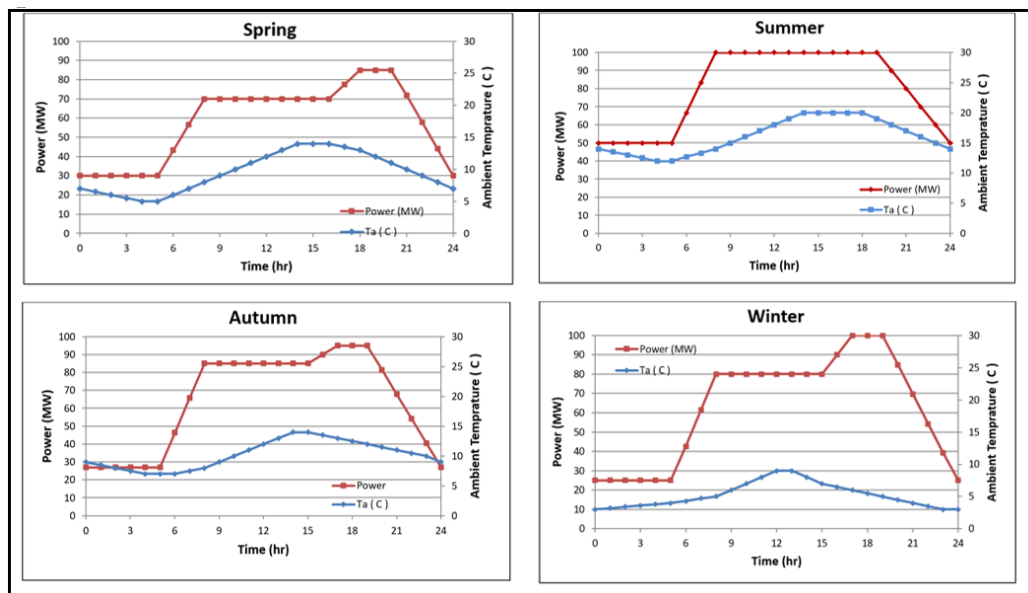 Spring
Power (MW)
100
90
80
70
60
50
40
30
20
10
0
30
25
20
15
10
5
0
Ambient Temprature ( C )
Power (MW)
Ta ( C )
0 3 6 9 12 15 18 21 24
Time (hr)
Summer
Power (MW)
100
90
80
70
60
50
40
30
20
10
0
30
25
20
15
10
5
0
Ambient Temprature ( C )
Power (MW)
Ta ( C )
0 3 6 9 12 15 18 21 24
Time (hr)
Autumn
Power (MW)
100
90
80
70
60
50
40
30
20
10
0
30
25
20
15
10
5
0
Ambient Temprature ( C )
Power
Ta ( C )
0 3 6 9 12 15 18 21 24
Time (hr)
Winter
Power (MW)
100
90
80
70
60
50
40
30
20
10
0
30
25
20
15
10
5
0
Ambient Temprature ( C )
Power (MW)
Ta ( C )
0 3 6 9 12 15 18 21 24
Time (hr)